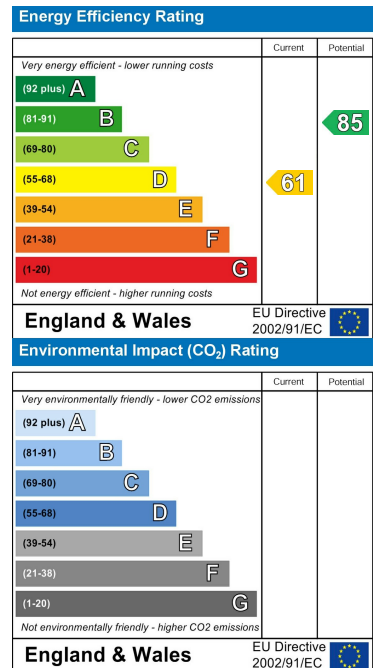 Energy Efficiency Rating
Current Potential
Very energy efficient - lower running costs
(92 plus) A
(81-91) B
85
(69-80) C
(55-68) D
61
(39-54) E
(21-38) F
(1-20) G
Not energy efficient - higher running costs
England & Wales
EU Directive
2002/91/EC
Environmental Impact (CO₂) Rating
Current Potential
Very environmentally friendly - lower CO2 emissions
(92 plus) A
(81-91) B
(69-80) C
(55-68) D
(39-54) E
(21-38) F
(1-20) G
Not environmentally friendly - higher CO2 emissions
England & Wales
EU Directive
2002/91/EC